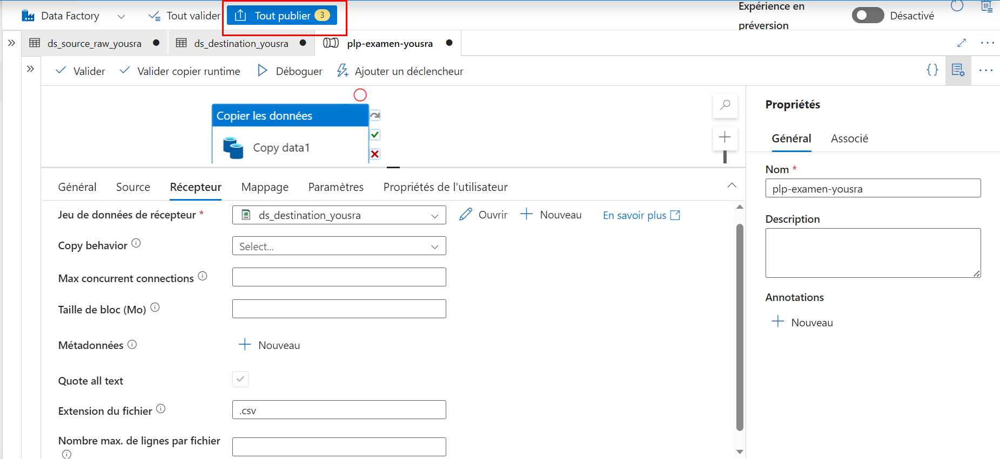 Data Factory
Tout valider
Tout publier 3
Expérience en
préversion
Désactivé
ds_source_raw_yousra
ds_destination_yousra
plp-examen-yousra
Valider
Valider copier runtime
Déboguer
Ajouter un déclencheur
Copier les données
Copy data1
Général
Source
Récepteur
Mappage
Paramètres
Propriétés de l'utilisateur
Jeu de données de récepteur *
ds_destination_yousra
Ouvrir
Nouveau
En savoir plus
Copy behavior
Select...
Max concurrent connections
Taille de bloc (Mo)
Métadonnées
Nouveau
Quote all text
Extension du fichier
.csv
Nombre max. de lignes par fichier
Propriétés
Général
Associé
Nom *
plp-examen-yousra
Description
Annotations
Nouveau